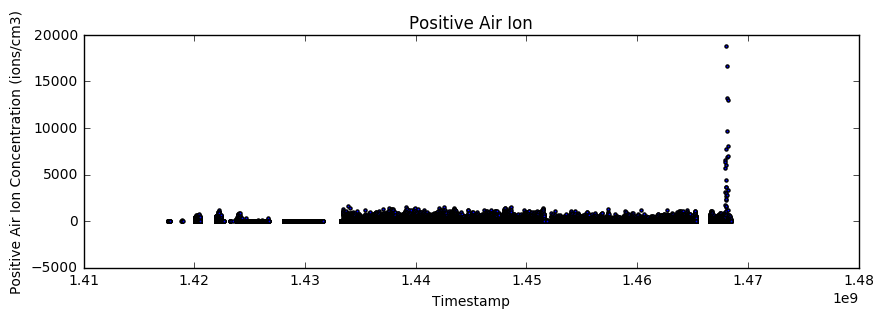 Positive Air Ion
Positive Air Ion Concentration (ions/cm3)
20000
15000
10000
5000
0
−5000
1.41 1.42 1.43 1.44 1.45 1.46 1.47 1.48
1e9
Timestamp